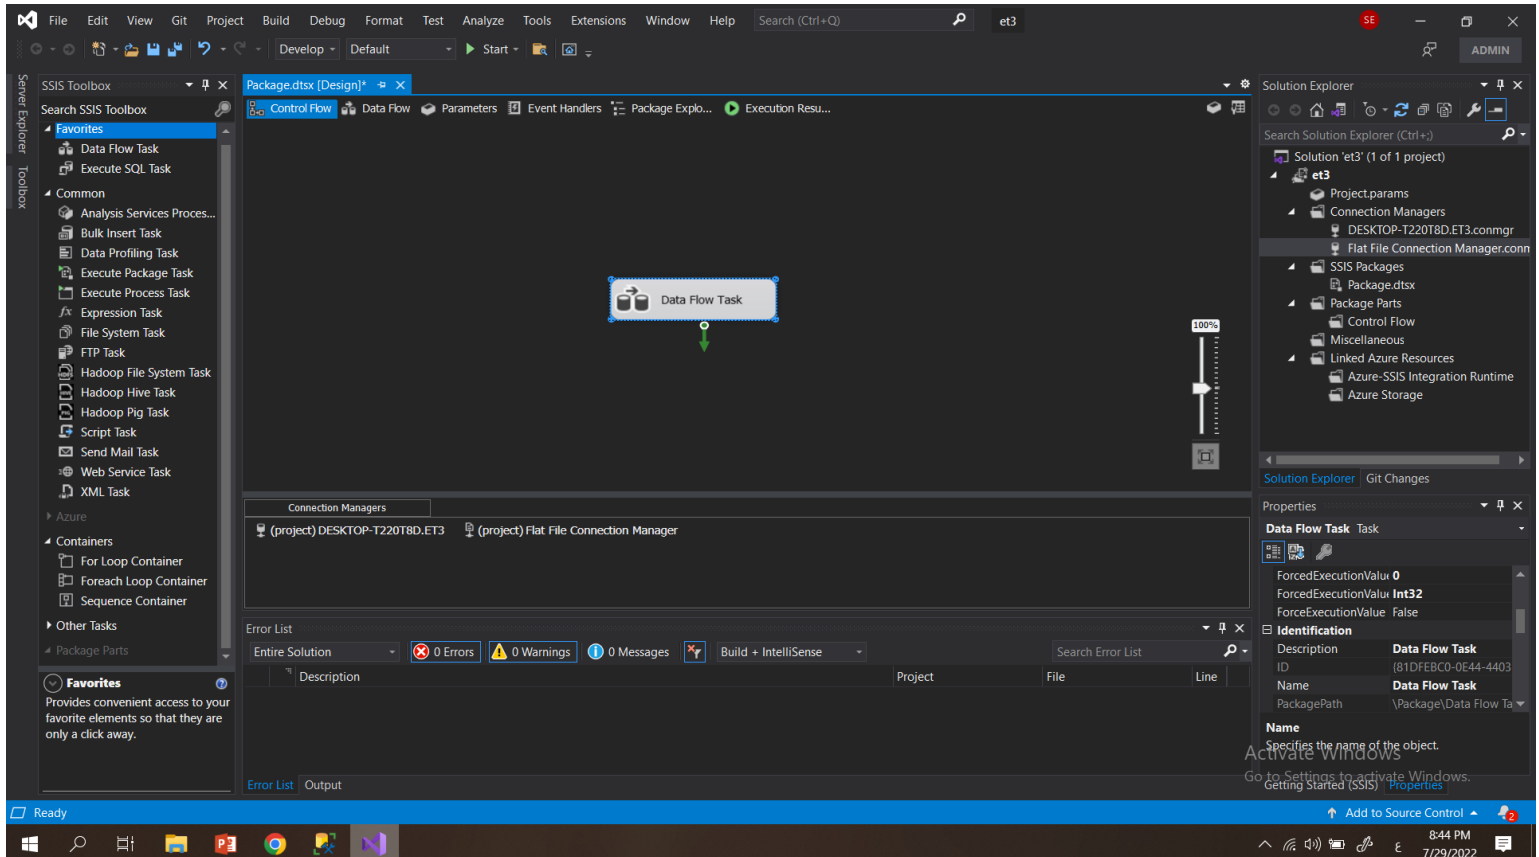 File Edit View Git Project Build Debug Format Test Analyze Tools Extensions Window Help Search (Ctrl+Q) et3 SE
Develop Default Start ADMIN
Server Explorer
Toolbox
SSIS Toolbox
Search SSIS Toolbox
Favorites
Data Flow Task
Execute SQL Task
Common
Analysis Services Proces...
Bulk Insert Task
Data Profiling Task
Execute Package Task
Execute Process Task
Expression Task
File System Task
FTP Task
Hadoop File System Task
Hadoop Hive Task
Hadoop Pig Task
Script Task
Send Mail Task
Web Service Task
XML Task
Azure
Containers
For Loop Container
Foreach Loop Container
Sequence Container
Other Tasks
Package Parts
Favorites
Provides convenient access to your
favorite elements so that they are
only a click away.
Package.dtsx [Design]*
Control Flow Data Flow Parameters Event Handlers Package Explo... Execution Resu...
Data Flow Task
100%
Connection Managers
(project) DESKTOP-T220T8D.ET3 (project) Flat File Connection Manager
Error List
Entire Solution 0 Errors 0 Warnings 0 Messages Build + IntelliSense Search Error List
Description Project File Line
Error List Output
Solution Explorer
Search Solution Explorer (Ctrl+;)
Solution 'et3' (1 of 1 project)
et3
Project.params
Connection Managers
DESKTOP-T220T8D.ET3.conmgr
Flat File Connection Manager.conm
SSIS Packages
Package.dtsx
Package Parts
Control Flow
Miscellaneous
Linked Azure Resources
Azure-SSIS Integration Runtime
Azure Storage
Solution Explorer Git Changes
Properties
Data Flow Task Task
ForcedExecutionValue 0
ForcedExecutionValue Int32
ForceExecutionValue False
Identification
Description Data Flow Task
ID {81DFEBC0-0E44-4403
Name Data Flow Task
PackagePath \Package\Data Flow Ta
Name
Specifies the name of the object.
Activate Windows
Go to Settings to activate Windows.
Getting Started (SSIS) Properties
Ready Add to Source Control 2
ع 8:44 PM
7/29/2022